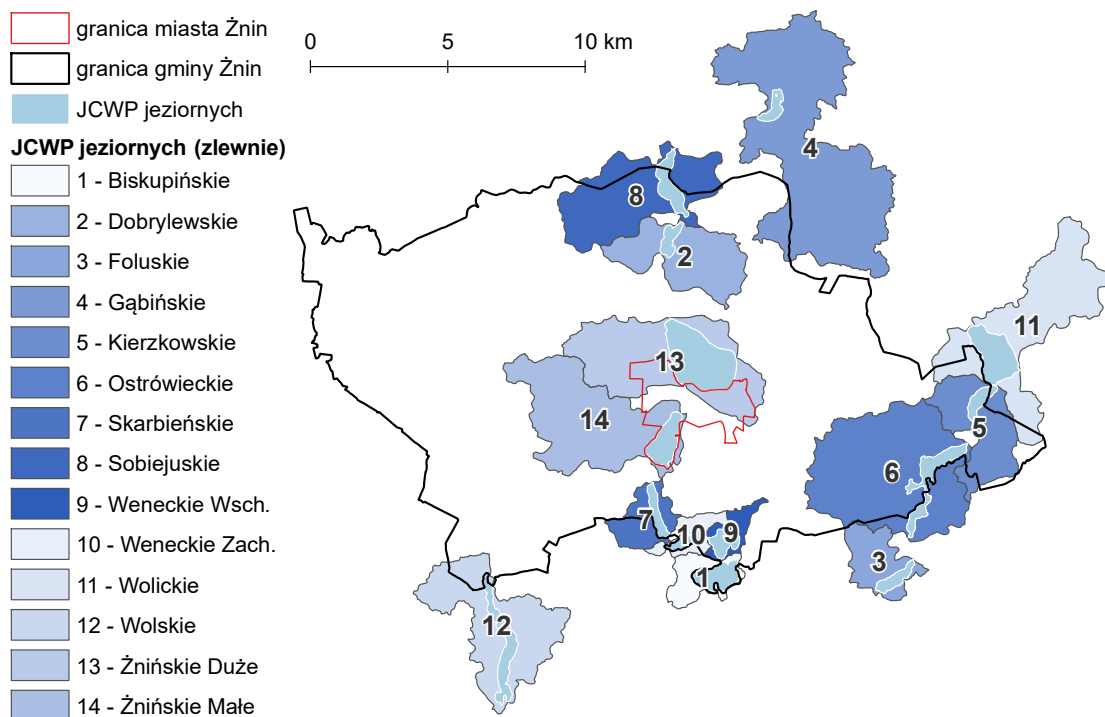 granica miasta Żnin
granica gminy Żnin
JCWP jeziornych
JCWP jeziornych (zlewnie)
1 - Biskupińskie
2 - Dobrylewskie
3 - Foluskie
4 - Gąbińskie
5 - Kierzkowskie
6 - Ostrówieckie
7 - Skarbieńskie
8 - Sobiejuskie
9 - Weneckie Wsch.
10 - Weneckie Zach.
11 - Wolickie
12 - Wolskie
13 - Żnińskie Duże
14 - Żnińskie Małe
0 5 10 km
4
8
2
11
13
14
5
6
7
10
9
3
1
12